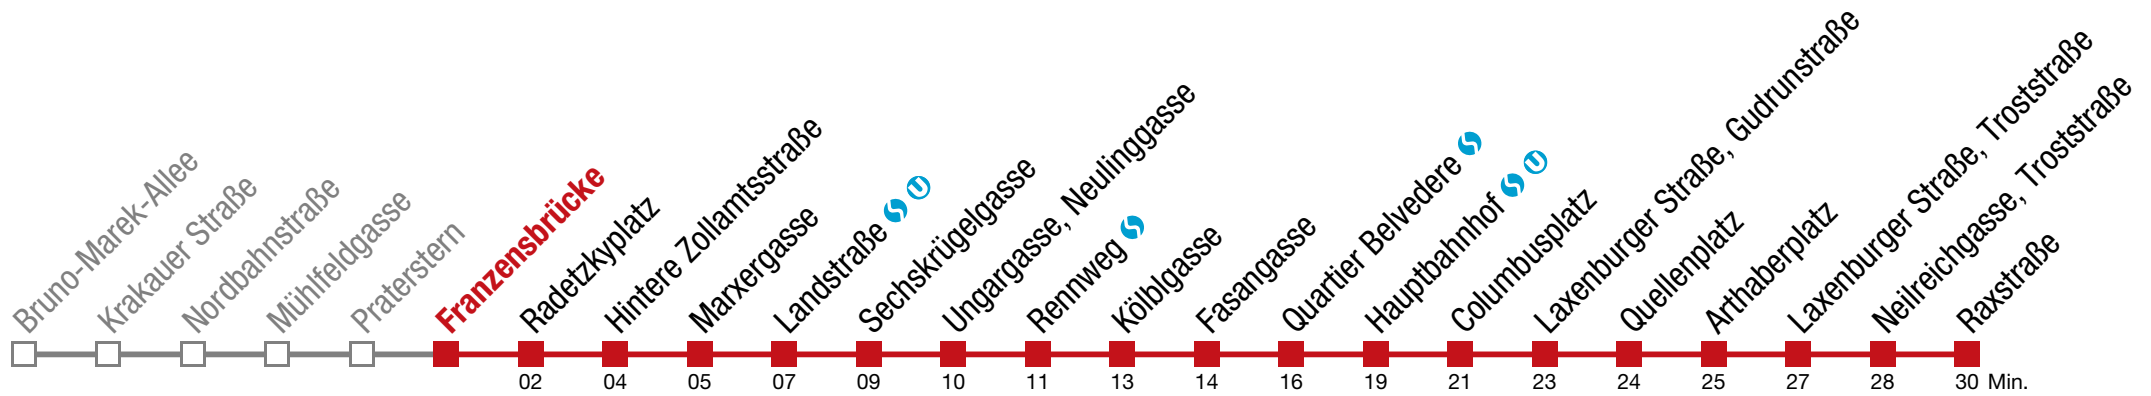 Bruno-Marek-Allee
Krakauer Straße
Nordbahnstraße
Mühlfeldgasse
Praterstern
Franzensbrücke
Radetzkyplatz
Hintere Zollamtsstraße
Marxergasse
Landstraße S U
Sechskrügelgasse
Ungargasse, Neulinggasse
Rennweg S
Kölblgasse
Fasangasse
Quartier Belvedere S
Hauptbahnhof S U
Columbusplatz
Laxenburger Straße, Gudrunstraße
Quellenplatz
Arthaberplatz
Laxenburger Straße, Troststraße
Neilreichgasse, Troststraße
Raxstraße
02 04 05 07 09 10 11 13 14 16 19 21 23 24 25 27 28 30 Min.